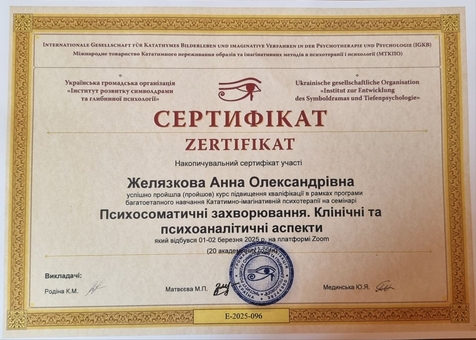 INTERNATIONALE GESELLSCHAFT FÜR KATATHYMES BILDERLEBEN UND IMAGINATIVE VERFAHREN IN DER PSYCHOTHERAPIE UND PSYCHOLOGIE (IGKB)
Міжнародне товариство Кататимного переживання образів та імагінативних методів в психотерапії і психології (МТКПО)
Українська громадська організація
«Інститут розвитку символдрами
та глибинної психології»
Ukrainische gesellschaftliche Organisation
«Institut zur Entwicklung
des Symboldramas und Tiefenpsychologie»
СЕРТИФІКАТ
ZERTIFIKAT
Накопичувальний сертифікат участі
Желязкова Анна Олександрівна
успішно пройшла (пройшов) курс підвищення кваліфікації в рамках програми
багатоетапного навчання Кататимно-імагінативній психотерапії на семінарі
Психосоматичні захворювання. Клінічні та
психоаналітичні аспекти
який відбувся 01-02 березня 2025 р. на платформі Zoom
(20 академічних
Викладачі:
Родіна К.М.
Матвеєва М.П.
Мединська Ю.Я.
E-2025-096